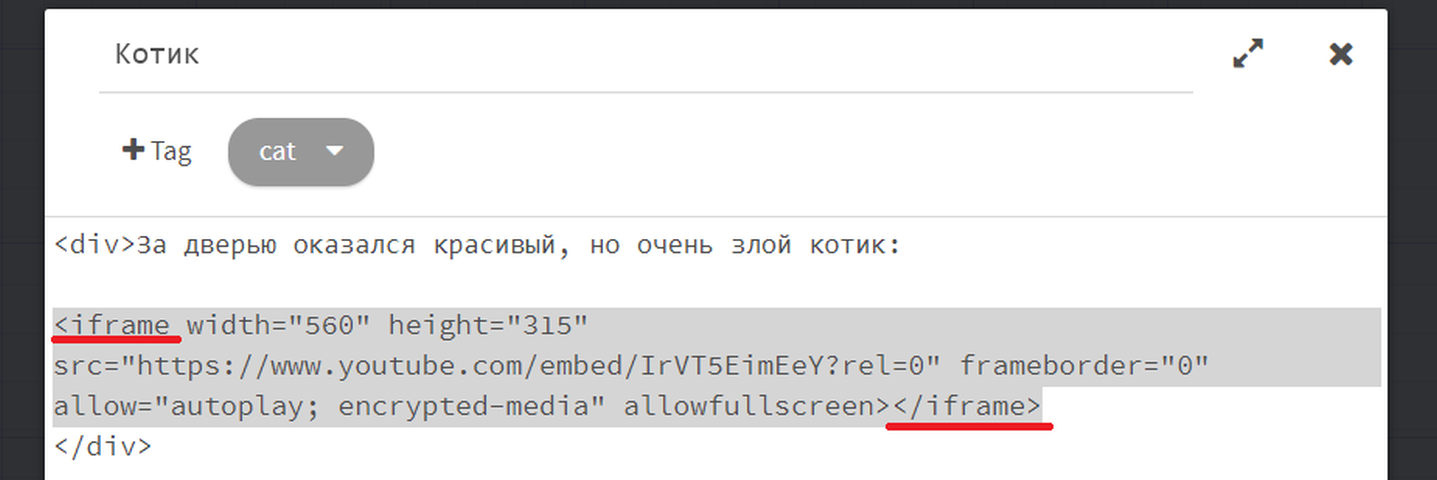 Котик
Tag
cat
<div>За дверью оказался красивый, но очень злой котик:
<iframe width="560" height="315"
src="https://www.youtube.com/embed/IrVT5EimEeY?rel=0" frameborder="0"
allow="autoplay; encrypted-media" allowfullscreen></iframe>
</div>